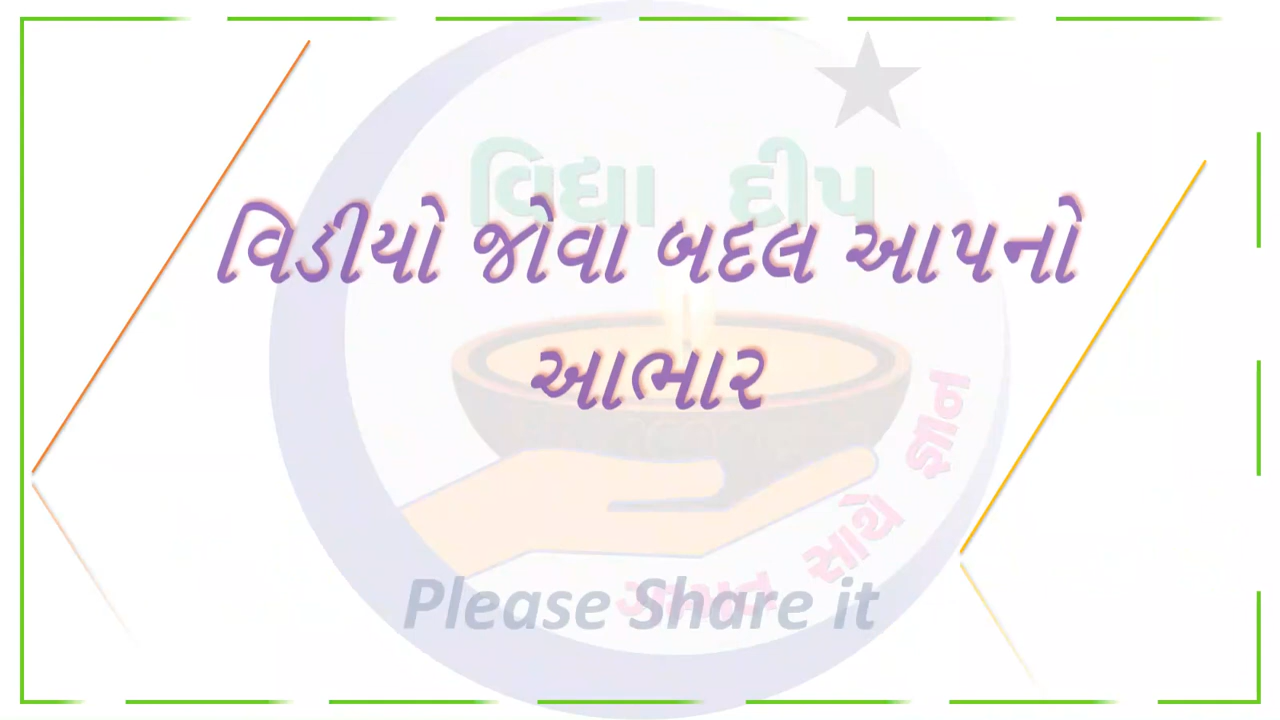 વિદ્યા દીપ
વિડીયો જોવા બદલ આપનો
આભાર
સાથે જ્ઞાન
Please Share it